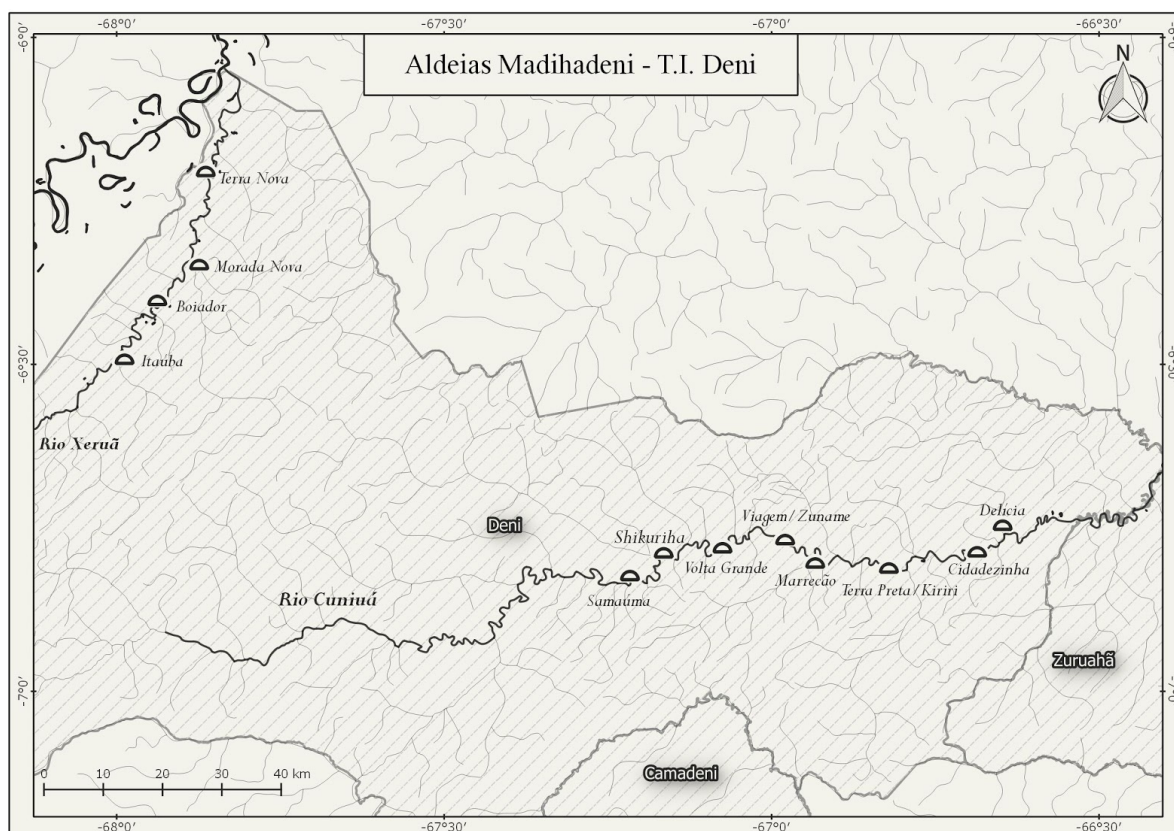 -68°0'
-67°30'
-67°0'
-66°30'
-6°0'
Aldeias Madihadeni - T.I. Deni
N
Terra Nova
Morada Nova
Boiador
-6°30'
Itaúba
Rio Xeruã
Deni
Shikuriha
Viagem/Zuname
Delicia
Volta Grande
Marrecão
Cidadezinha
Samaúma
Terra Preta/Kiriri
Rio Cuniuá
Zuruahã
-7°0'
Camadeni
0 10 20 30 40 km
-68°0'
-67°30'
-67°0'
-66°30'